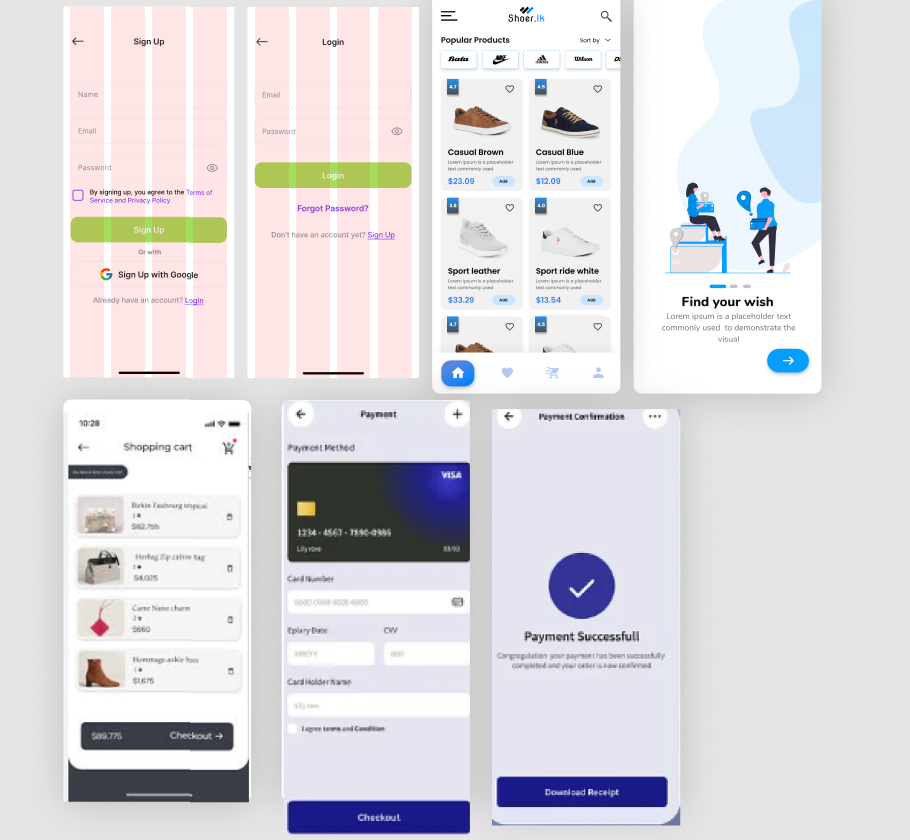 Sign Up
Name
Email
Password
By signing up, you agree to the Terms of
Service and Privacy Policy
Sign Up
Or with
Sign Up with Google
Already have an account? Login
Login
Email
Password
Login
Forgot Password?
Don't have an account yet? Sign Up
Shoer.lk
Popular Products
Sort by
Bata
Wilson
4.7
Casual Brown
Lorem ipsum is a placeholder
text commonly used
$23.09
Add
4.5
Casual Blue
Lorem ipsum is a placeholder
text commonly used
$12.09
Add
3.8
Sport leather
Lorem ipsum is a placeholder
text commonly used
$33.29
Add
4.0
Sport ride white
Lorem ipsum is a placeholder
text commonly used
$13.54
Add
4.7
4.5
Find your wish
Lorem ipsum is a placeholder text
commonly used to demonstrate the
visual
10:28
Shopping cart
Birkin Faubourg tropical
1
$82.755
Herbag Zip cabine bag
$4,025
Carre Nano charm
2
$660
Hommage ankle boos
1
$1,675
$89.775
Checkout →
Payment
Payment Method
VISA
1234 - 4567 - 7890-0986
Lily rose
03/93
Card Number
0000-0000-0000-0000
Epiary Date
CVV
000
Card Holder Name
Lily rose
I agree terms and Condition
Checkout
Payment Confirmation
Payment Successfull
Congragulation your payment has been successfully
completed and your order is now confirmed
Download Receipt